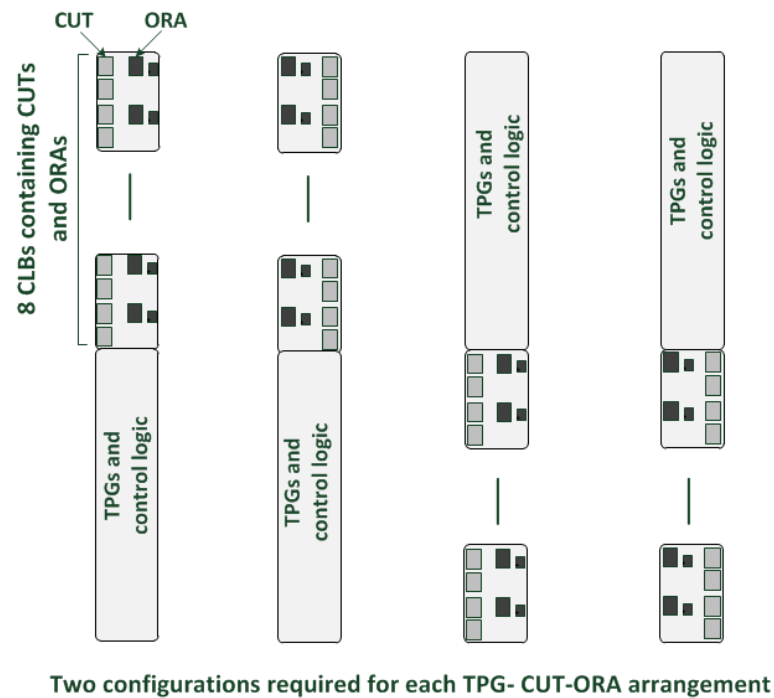 CUT
ORA
8 CLBs containing CUTs
and ORAs
TPGs and
control logic
TPGs and
control logic
TPGs and
control logic
TPGs and
control logic
Two configurations required for each TPG- CUT-ORA arrangement